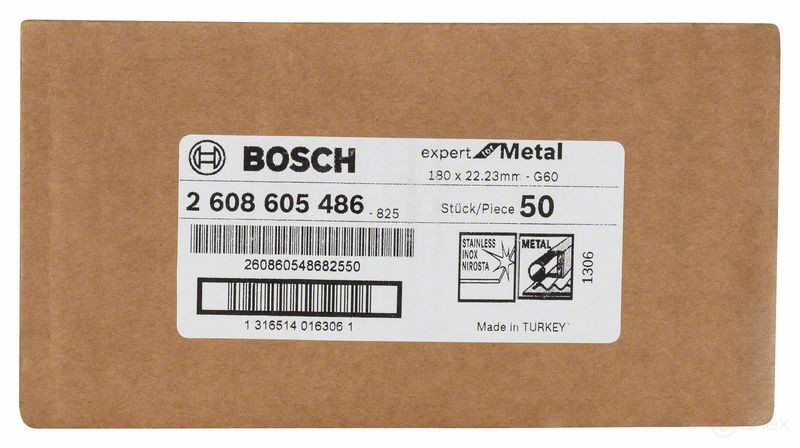 BOSCH
expert for Metal
180 x 22.23mm - G60
2 608 605 486 - 825
Stück/Piece 50
260860548682550
STAINLESS
INOX
NIROSTA
METAL
1306
1 316514 016306 1
Made in TURKEY